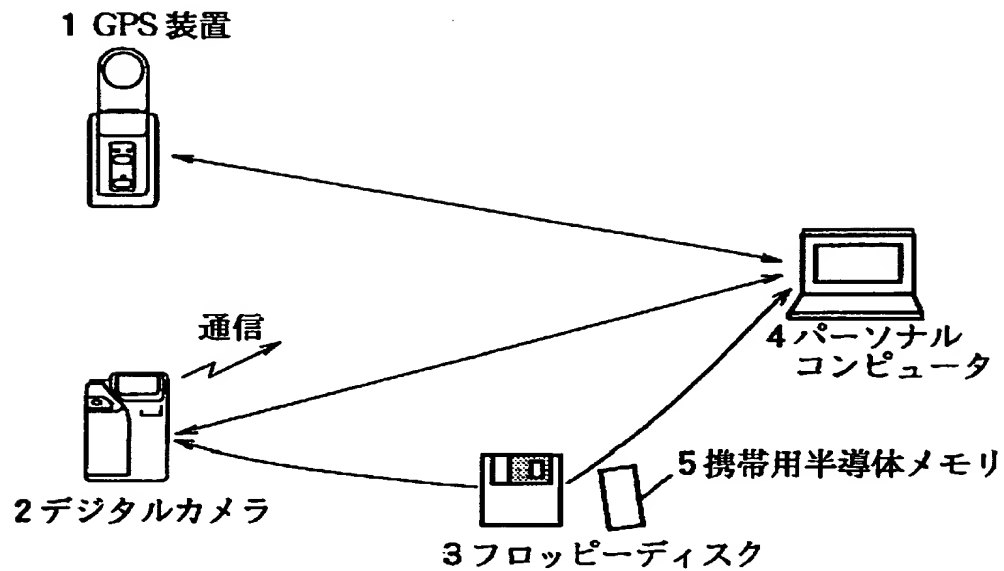 1 GPS 装置
通信
4 パーソナル
コンピュータ
2 デジタルカメラ
5 携帯用半導体メモリ
3 フロッピーディスク